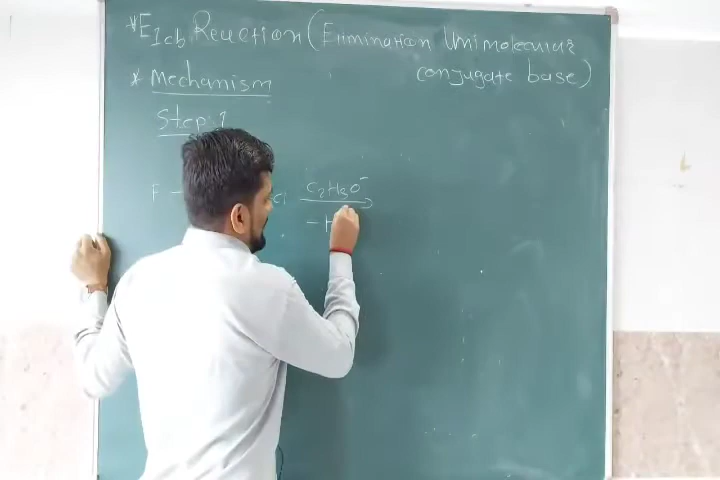 *E1cb Reaction (Elimination Unimolecular
conjugate base)
* Mechanism
Step 1
F – Cl C2H5O⁻
– H